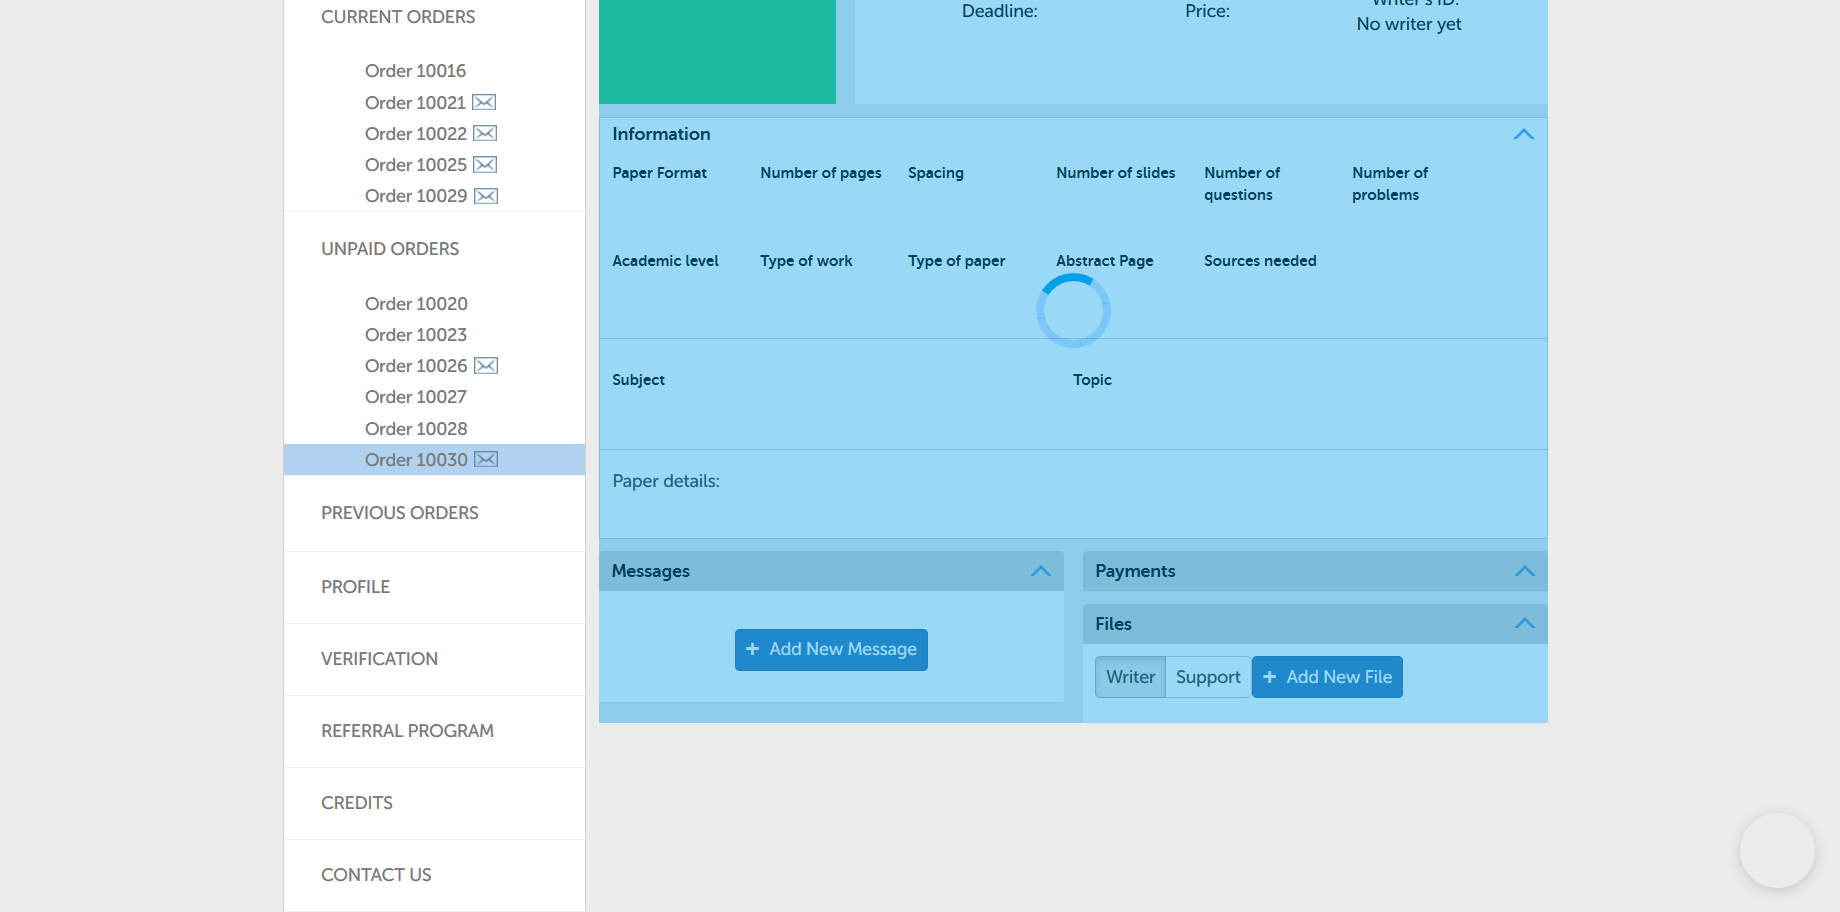 CURRENT ORDERS
Order 10016
Order 10021
Order 10022
Order 10025
Order 10029
UNPAID ORDERS
Order 10020
Order 10023
Order 10026
Order 10027
Order 10028
Order 10030
PREVIOUS ORDERS
PROFILE
VERIFICATION
REFERRAL PROGRAM
CREDITS
CONTACT US
Deadline:
Price:
Writer's ID:
No writer yet
Information
Paper Format
Number of pages
Spacing
Number of slides
Number of
questions
Number of
problems
Academic level
Type of work
Type of paper
Abstract Page
Sources needed
Subject
Topic
Paper details:
Messages
+ Add New Message
Payments
Files
Writer
Support
+ Add New File